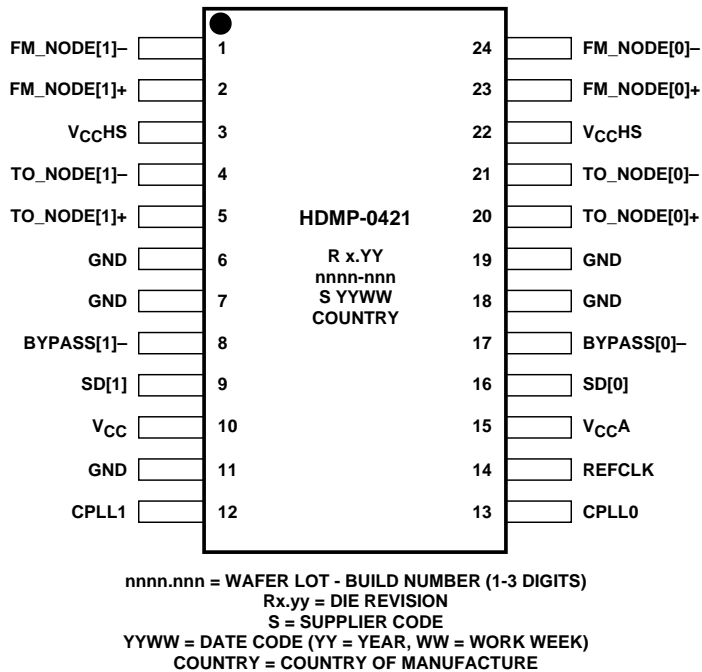 FM_NODE[1]– 1 24 FM_NODE[0]–
FM_NODE[1]+ 2 23 FM_NODE[0]+
VCCHS 3 22 VCCHS
TO_NODE[1]– 4 21 TO_NODE[0]–
TO_NODE[1]+ 5 HDMP-0421 20 TO_NODE[0]+
GND 6 R x.YY 19 GND
nnnn-nnn
GND 7 S YYWW 18 GND
COUNTRY
BYPASS[1]– 8 17 BYPASS[0]–
SD[1] 9 16 SD[0]
VCC 10 15 VCCA
GND 11 14 REFCLK
CPLL1 12 13 CPLL0
nnnn.nnn = WAFER LOT - BUILD NUMBER (1-3 DIGITS)
Rx.yy = DIE REVISION
S = SUPPLIER CODE
YYWW = DATE CODE (YY = YEAR, WW = WORK WEEK)
COUNTRY = COUNTRY OF MANUFACTURE